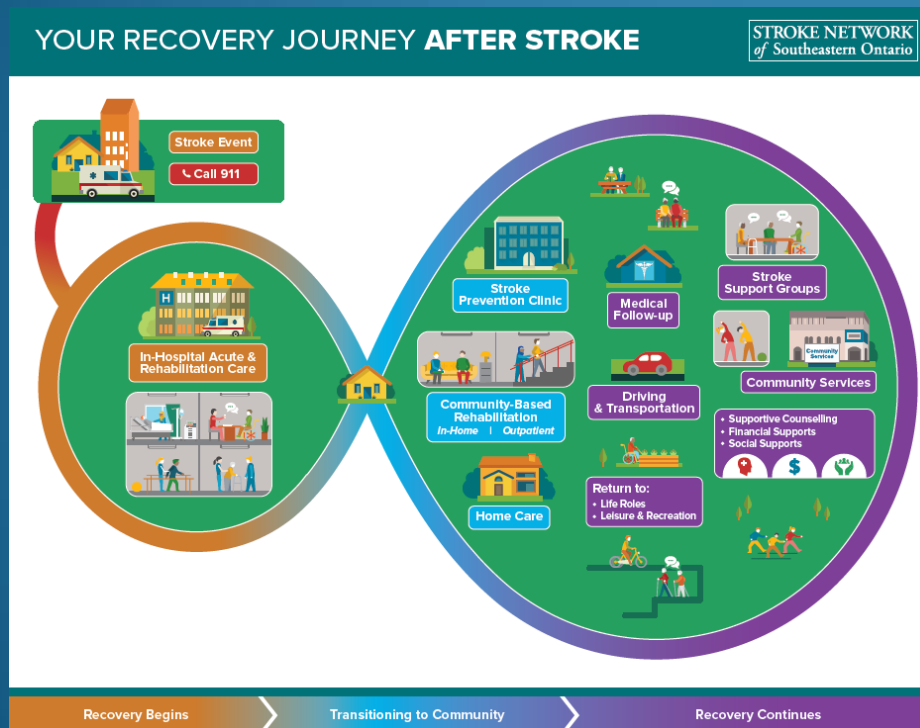 YOUR RECOVERY JOURNEY AFTER STROKE
STROKE NETWORK
of Southeastern Ontario
Stroke Event
Call 911
H
In-Hospital Acute &
Rehabilitation Care
Stroke
Prevention Clinic
Community-Based
Rehabilitation
In-Home | Outpatient
Home Care
Medical
Follow-up
Driving
& Transportation
Return to:
• Life Roles
• Leisure & Recreation
Stroke
Support Groups
Community
Services
Community Services
• Supportive Counselling
• Financial Supports
• Social Supports
$
Recovery Begins
Transitioning to Community
Recovery Continues